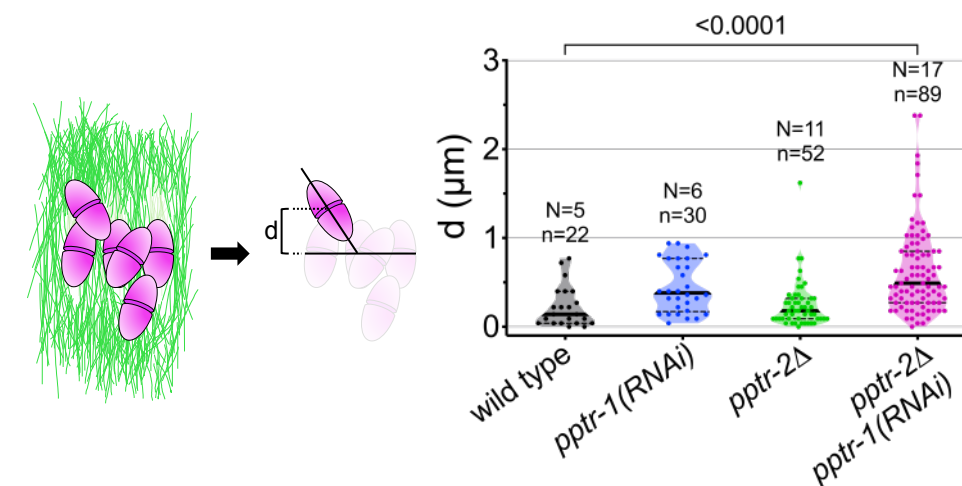 d
<0.0001
d (μm)
3
2
1
0
N=5
n=22
N=6
n=30
N=11
n=52
N=17
n=89
wild type
pptr-1(RNAi)
pptr-2Δ
pptr-2Δ
pptr-1(RNAi)